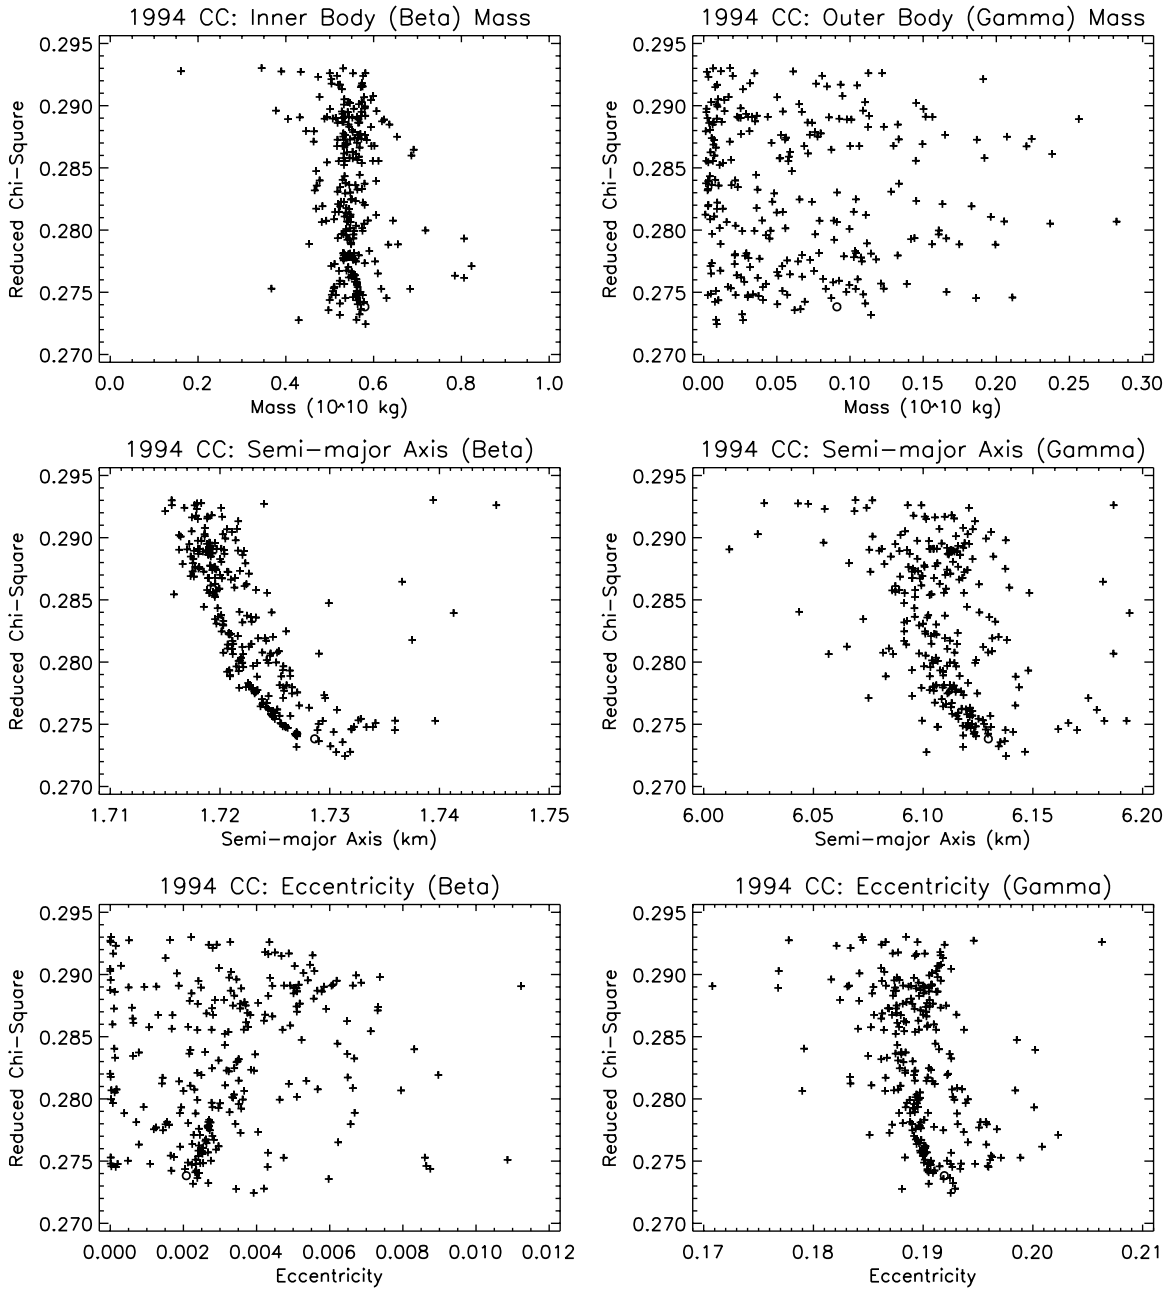 1994 CC: Inner Body (Beta) Mass
0.295
0.290
0.285
0.280
0.275
0.270
Reduced Chi-Square
0.0 0.2 0.4 0.6 0.8 1.0
Mass (10^10 kg)
1994 CC: Outer Body (Gamma) Mass
0.295
0.290
0.285
0.280
0.275
0.270
Reduced Chi-Square
0.00 0.05 0.10 0.15 0.20 0.25 0.30
Mass (10^10 kg)
1994 CC: Semi-major Axis (Beta)
0.295
0.290
0.285
0.280
0.275
0.270
Reduced Chi-Square
1.71 1.72 1.73 1.74 1.75
Semi-major Axis (km)
1994 CC: Semi-major Axis (Gamma)
0.295
0.290
0.285
0.280
0.275
0.270
Reduced Chi-Square
6.00 6.05 6.10 6.15 6.20
Semi-major Axis (km)
1994 CC: Eccentricity (Beta)
0.295
0.290
0.285
0.280
0.275
0.270
Reduced Chi-Square
0.000 0.002 0.004 0.006 0.008 0.010 0.012
Eccentricity
1994 CC: Eccentricity (Gamma)
0.295
0.290
0.285
0.280
0.275
0.270
Reduced Chi-Square
0.17 0.18 0.19 0.20 0.21
Eccentricity